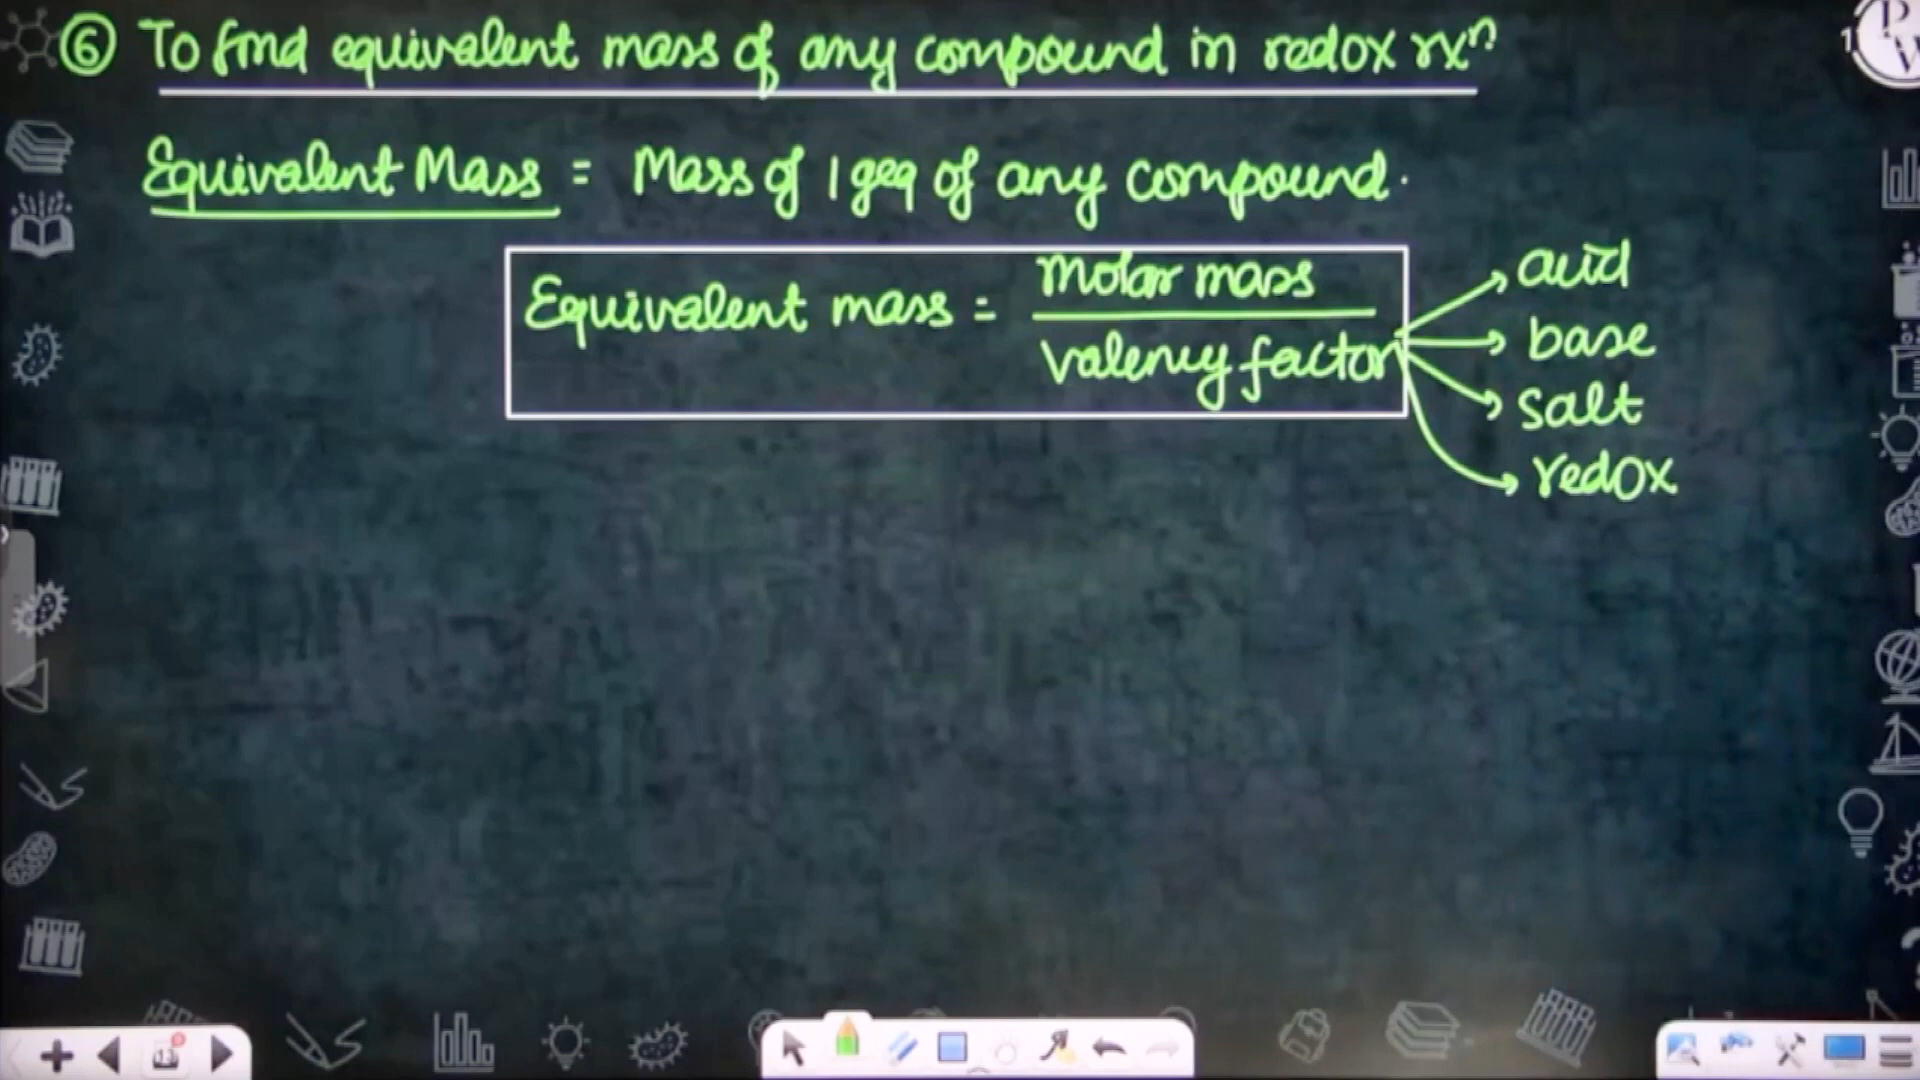 ⑥ To find equivalent mass of any compound in redox rxⁿ
Equivalent Mass = Mass of 1 geq of any compound.
Equivalent mass = Molar mass / Valency factor
acid
base
salt
redox
P
W
13